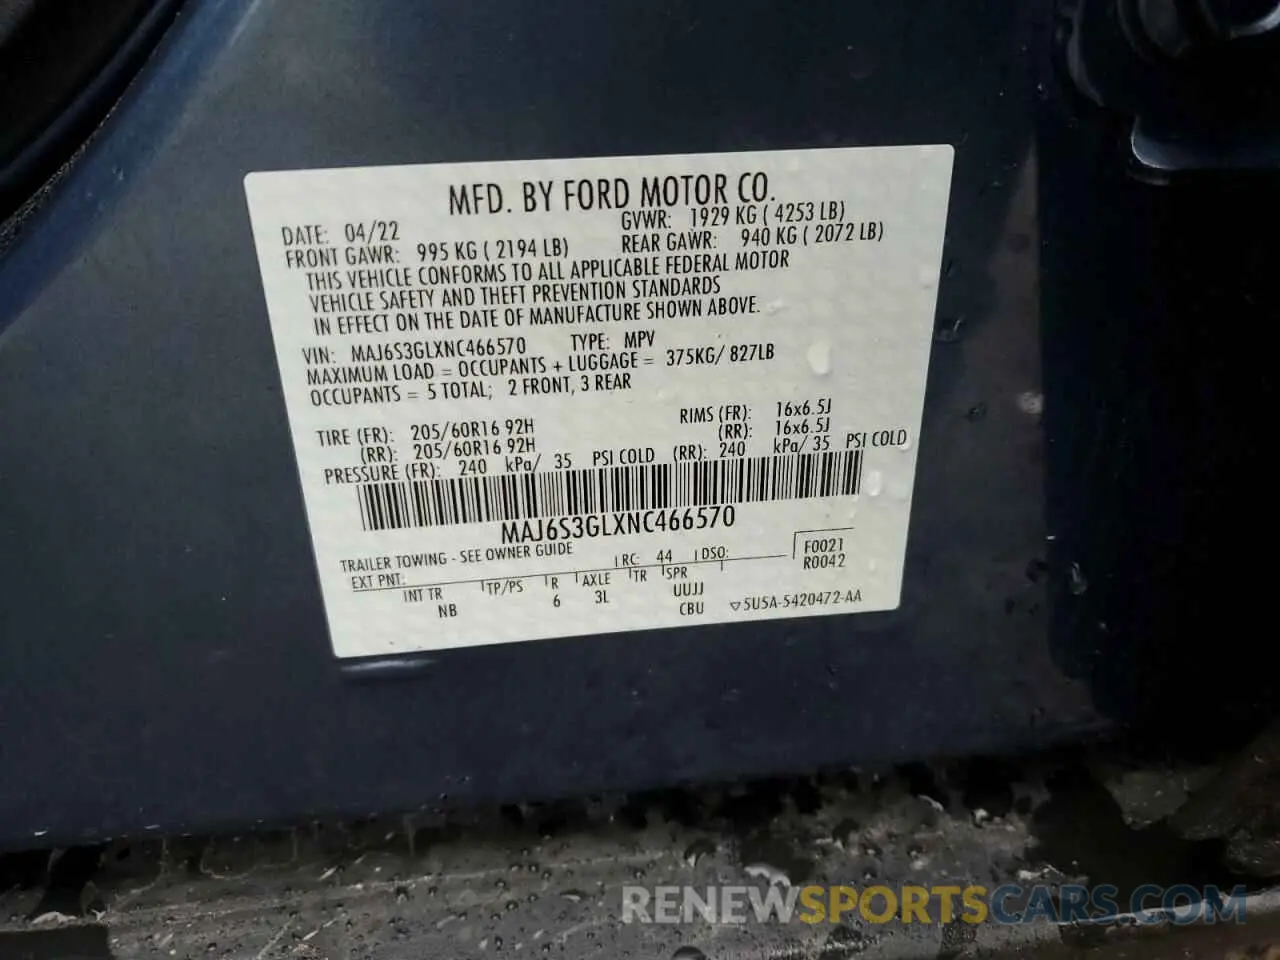 MFD. BY FORD MOTOR CO.
DATE: 04/22 GVWR: 1929 KG ( 4253 LB)
FRONT GAWR: 995 KG ( 2194 LB) REAR GAWR: 940 KG ( 2072 LB)
THIS VEHICLE CONFORMS TO ALL APPLICABLE FEDERAL MOTOR
VEHICLE SAFETY AND THEFT PREVENTION STANDARDS
IN EFFECT ON THE DATE OF MANUFACTURE SHOWN ABOVE.
VIN: MAJ6S3GLXNC466570 TYPE: MPV
MAXIMUM LOAD = OCCUPANTS + LUGGAGE = 375KG/ 827LB
OCCUPANTS = 5 TOTAL; 2 FRONT, 3 REAR
TIRE (FR): 205/60R16 92H RIMS (FR): 16x6.5J
(RR): 205/60R16 92H (RR): 16x6.5J
PRESSURE (FR): 240 kPa/ 35 PSI COLD (RR): 240 kPa/ 35 PSI COLD
MAJ6S3GLXNC466570
TRAILER TOWING - SEE OWNER GUIDE
EXT PNT: RC: 44 DSO: F0021
R0042
INT TR TP/PS R AXLE TR SPR
NB 6 3L UUJJ
CBU 5U5A-5420472-AA
RENEWSPORTSCARS.COM